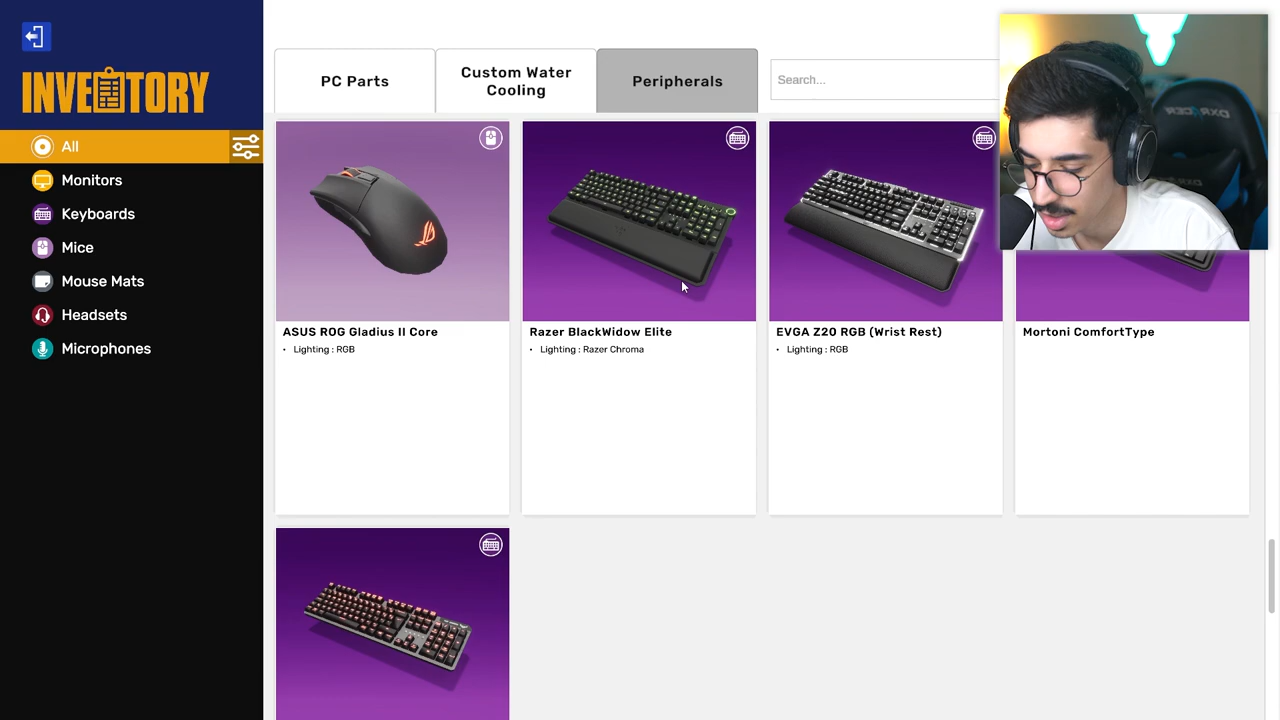 INVENTORY
All
Monitors
Keyboards
Mice
Mouse Mats
Headsets
Microphones
PC Parts
Custom Water
Cooling
Peripherals
Search...
ASUS ROG Gladius II Core
• Lighting : RGB
Razer BlackWidow Elite
• Lighting : Razer Chroma
EVGA Z20 RGB (Wrist Rest)
• Lighting : RGB
Mortoni ComfortType